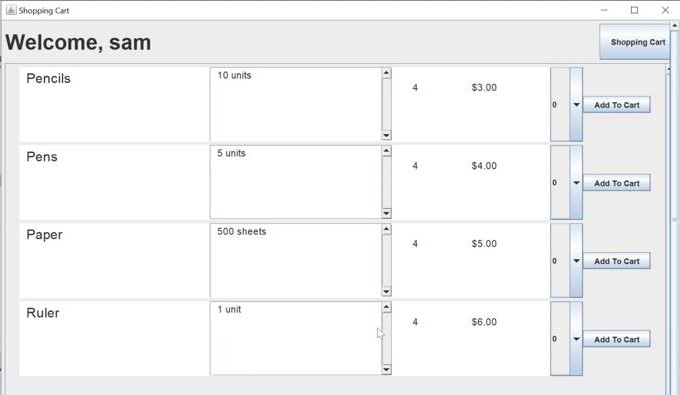 Shopping Cart
Welcome, sam
Shopping Cart
Pencils 10 units 4 $3.00 0 Add To Cart
Pens 5 units 4 $4.00 0 Add To Cart
Paper 500 sheets 4 $5.00 0 Add To Cart
Ruler 1 unit 4 $6.00 0 Add To Cart